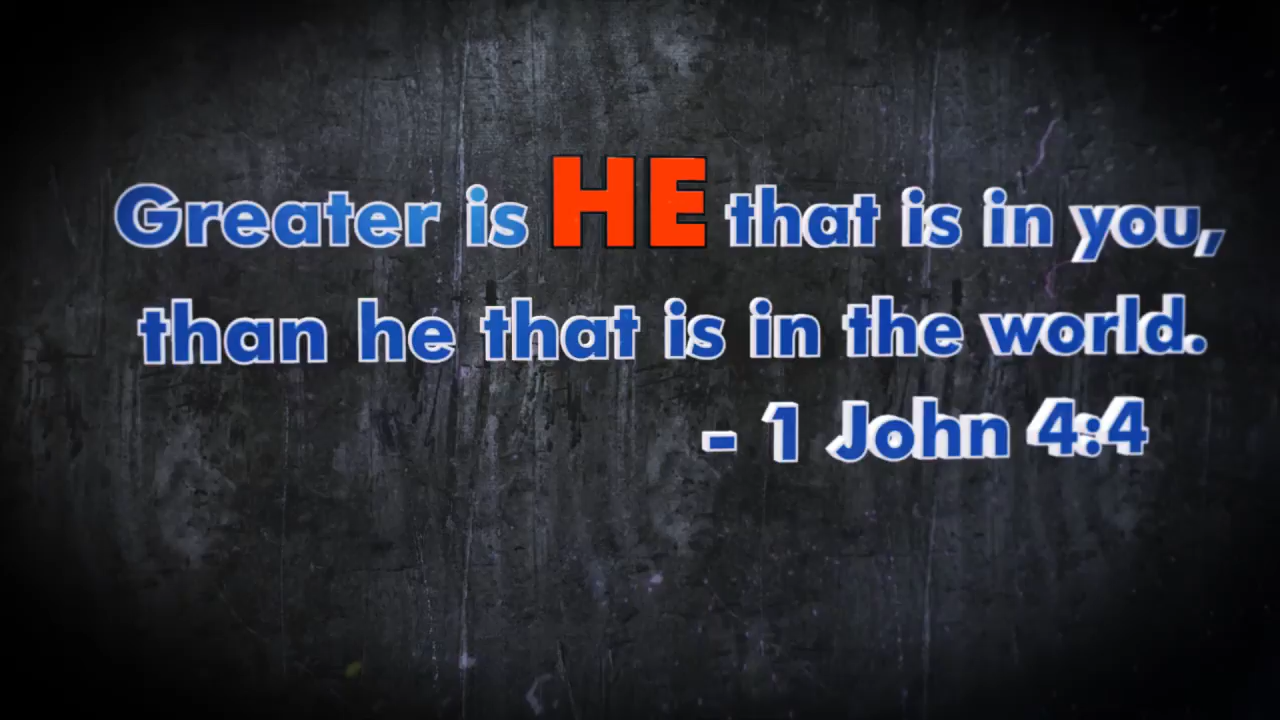 Greater is HE that is in you,
than he that is in the world.
- 1 John 4:4